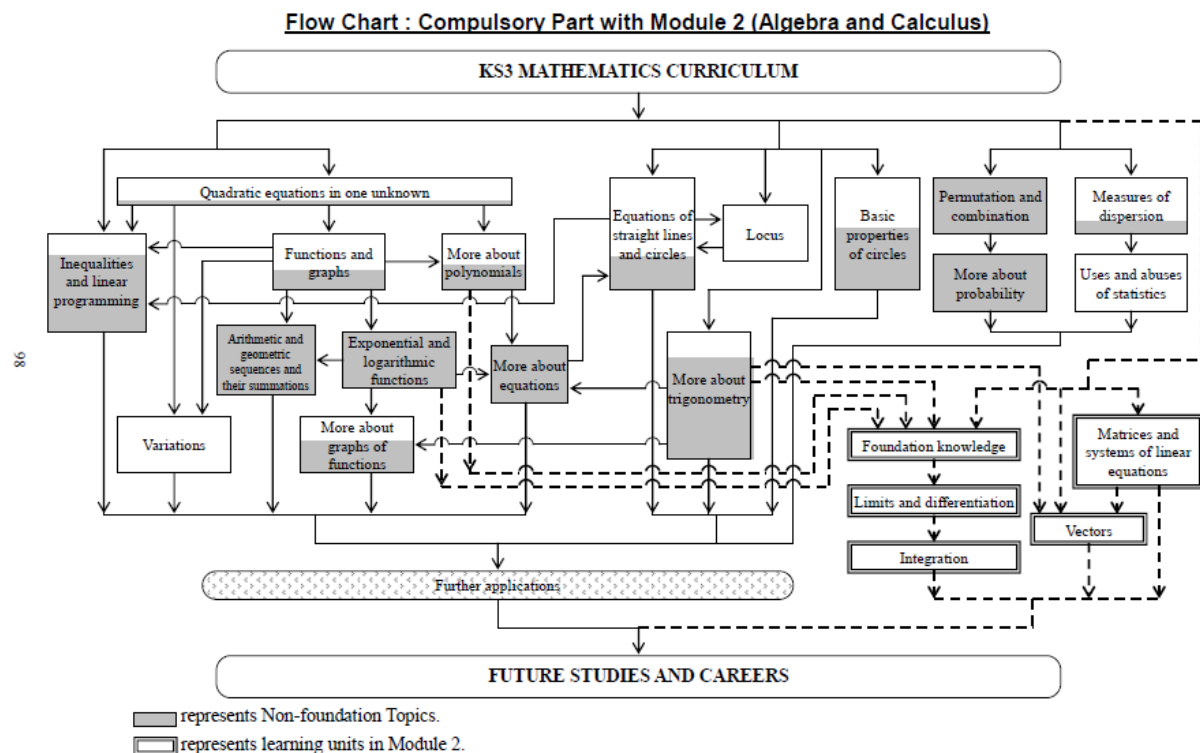 Flow Chart : Compulsory Part with Module 2 (Algebra and Calculus)
KS3 MATHEMATICS CURRICULUM
Quadratic equations in one unknown
Inequalities
and linear
programming
Functions and
graphs
More about
polynomials
Equations of
straight lines
and circles
Locus
Basic
properties
of circles
Permutation and
combination
Measures of
dispersion
More about
probability
Uses and abuses
of statistics
Arithmetic and
geometric
sequences and
their summations
Exponential and
logarithmic
functions
More about
equations
More about
trigonometry
Variations
More about
graphs of
functions
Foundation knowledge
Matrices and
systems of linear
equations
Limits and differentiation
Vectors
Integration
Further applications
FUTURE STUDIES AND CAREERS
represents Non-foundation Topics.
represents learning units in Module 2.
98